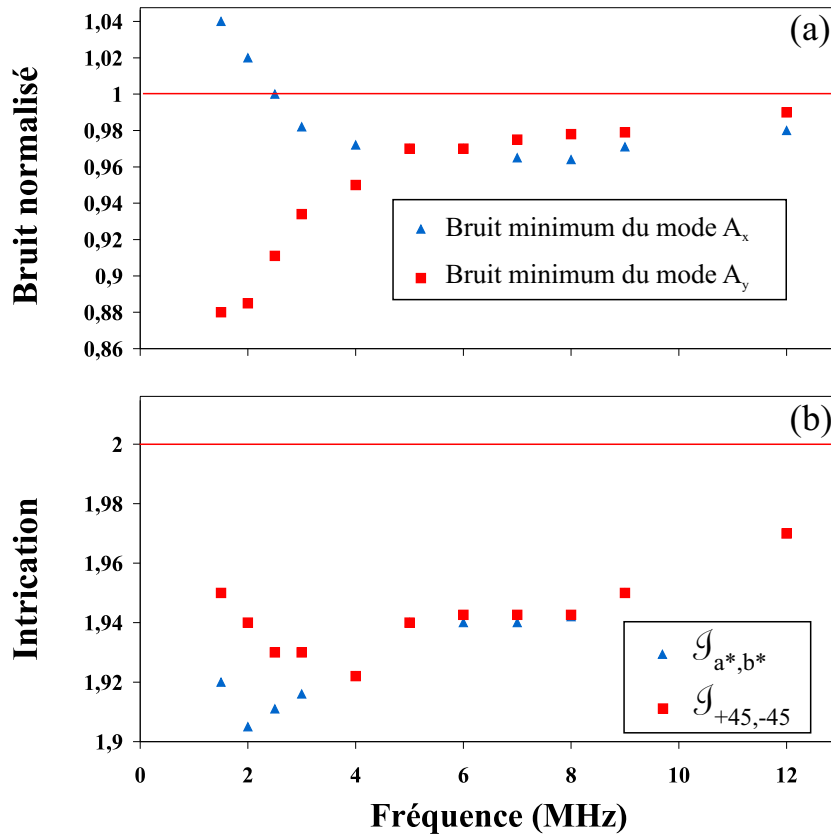 (a)
Bruit normalisé
1,04
1,02
1
0,98
0,96
0,94
0,92
0,9
0,88
0,86
Bruit minimum du mode Aₓ
Bruit minimum du mode Aᵧ
(b)
Intrication
2
1,98
1,96
1,94
1,92
1,9
ℐ a*,b*
ℐ +45,-45
0 2 4 6 8 10 12
Fréquence (MHz)